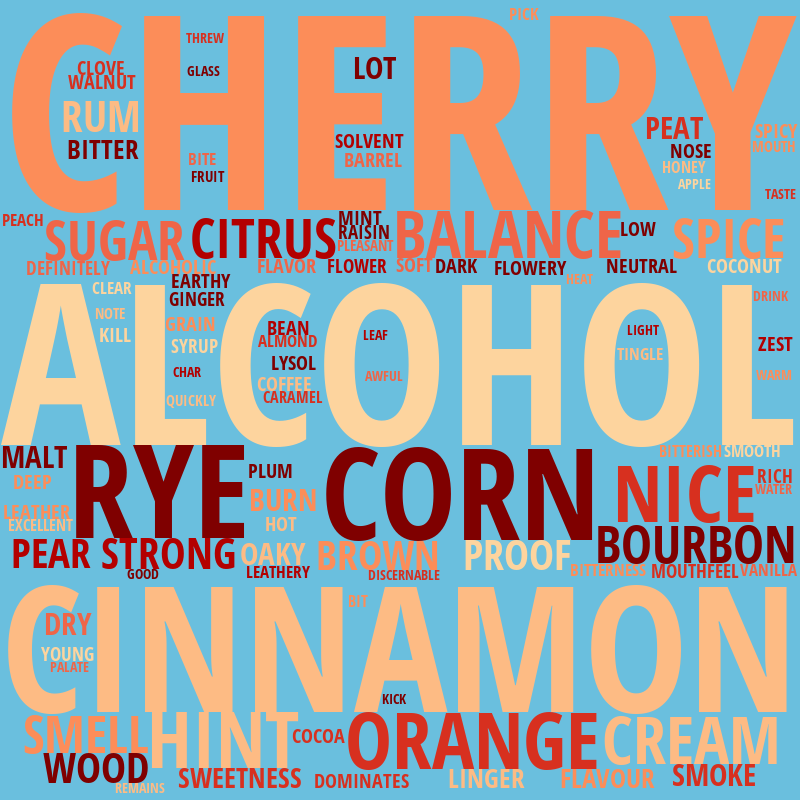 CHERRY
PICK
THREW
CLOVE
GLASS
LOT
WALNUT
RUM
PEAT
SPICY
SOLVENT
MOUTH
BITTER
NOSE
BITE
BARREL
HONEY
FRUIT
APPLE
TASTE
PEACH
SUGAR
CITRUS
MINT
RAISIN
PLEASANT
BALANCE
LOW
SPICE
DEFINITELY
ALCOHOLIC
FLAVOR
FLOWER
SOFT
DARK
FLOWERY
NEUTRAL
COCONUT
EARTHY
HEAT
ALCOHOL
CLEAR
GINGER
DRINK
NOTE
GRAIN
BEAN
LIGHT
KILL
LEAF
ALMOND
SYRUP
ZEST
TINGLE
LYSOL
CHAR
AWFUL
WARM
COFFEE
QUICKLY
CARAMEL
MALT
RYE
CORN
BITTERISH
SMOOTH
PLUM
NICE
RICH
DEEP
WATER
BURN
LEATHER
EXCELLENT
HOT
BOURBON
PEAR
STRONG
OAKY
BROWN
PROOF
GOOD
LEATHERY
DISCERNABLE
BITTERNESS
MOUTHFEEL
VANILLA
CINNAMON
BIT
DRY
YOUNG
PALATE
KICK
SMELL
HINT
COCOA
ORANGE
CREAM
WOOD
SWEETNESS
DOMINATES
LINGER
FLAVOUR
SMOKE
REMAINS